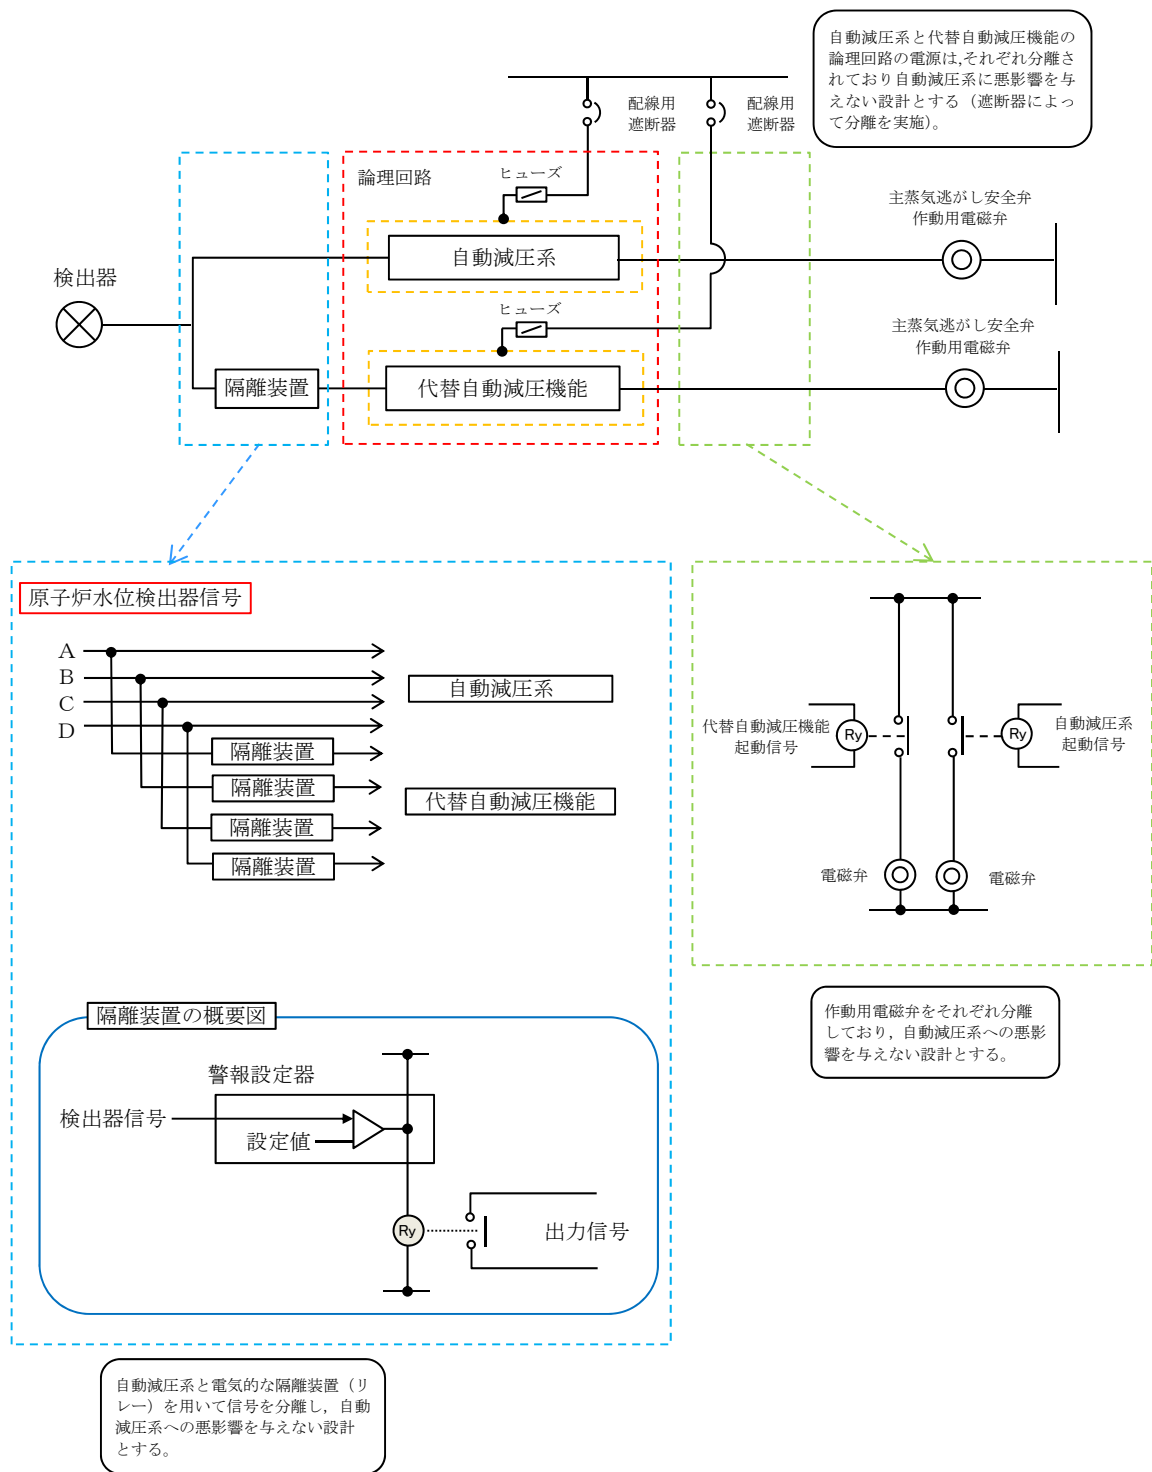 自動減圧系と代替自動減圧機能の
論理回路の電源は,それぞれ分離さ
れており自動減圧系に悪影響を与
えない設計とする（遮断器によっ
て分離を実施）。
配線用
遮断器
配線用
遮断器
論理回路
ヒューズ
主蒸気逃がし安全弁
作動用電磁弁
自動減圧系
検出器
ヒューズ
主蒸気逃がし安全弁
作動用電磁弁
隔離装置
代替自動減圧機能
原子炉水位検出器信号
A
B
C
D
自動減圧系
隔離装置
隔離装置
代替自動減圧機能
隔離装置
隔離装置
代替自動減圧機能
起動信号
Ry
Ry
自動減圧系
起動信号
電磁弁
電磁弁
作動用電磁弁をそれぞれ分離
しており，自動減圧系への悪影
響を与えない設計とする。
隔離装置の概要図
警報設定器
検出器信号
設定値
Ry
出力信号
自動減圧系と電気的な隔離装置（リ
レー）を用いて信号を分離し，自動
減圧系への悪影響を与えない設計
とする。